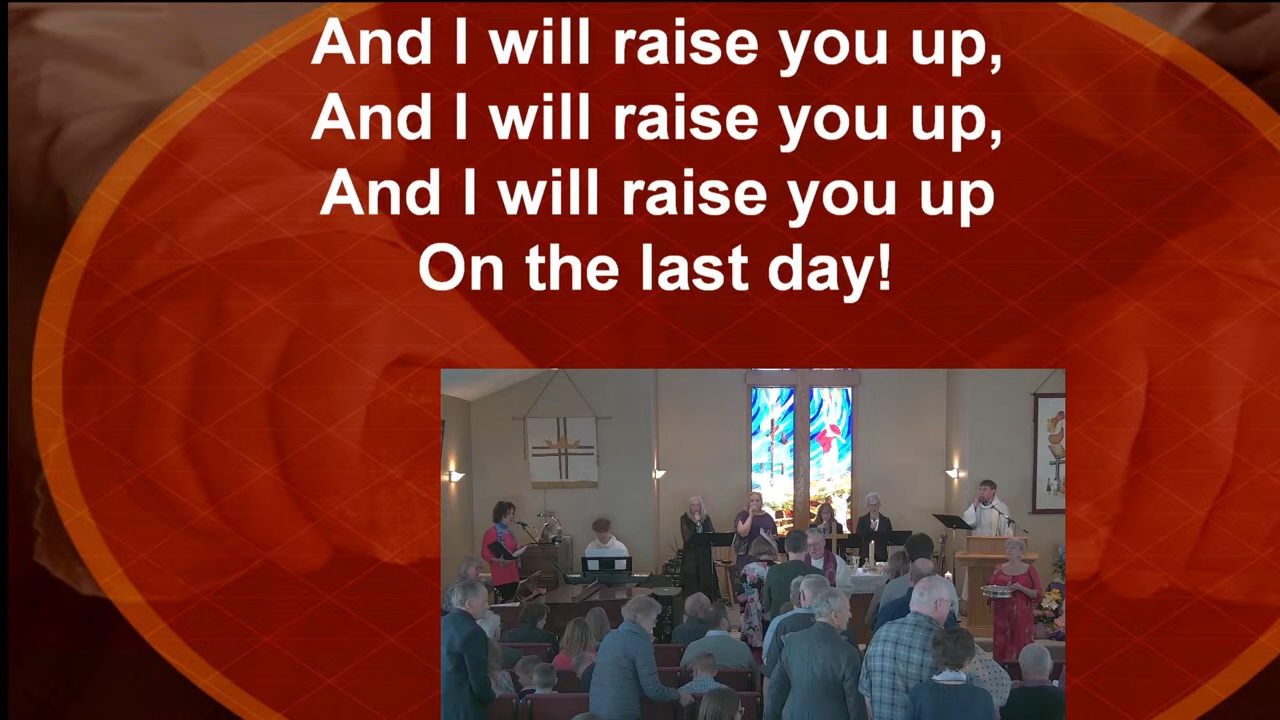 And I will raise you up,
And I will raise you up,
And I will raise you up
On the last day!